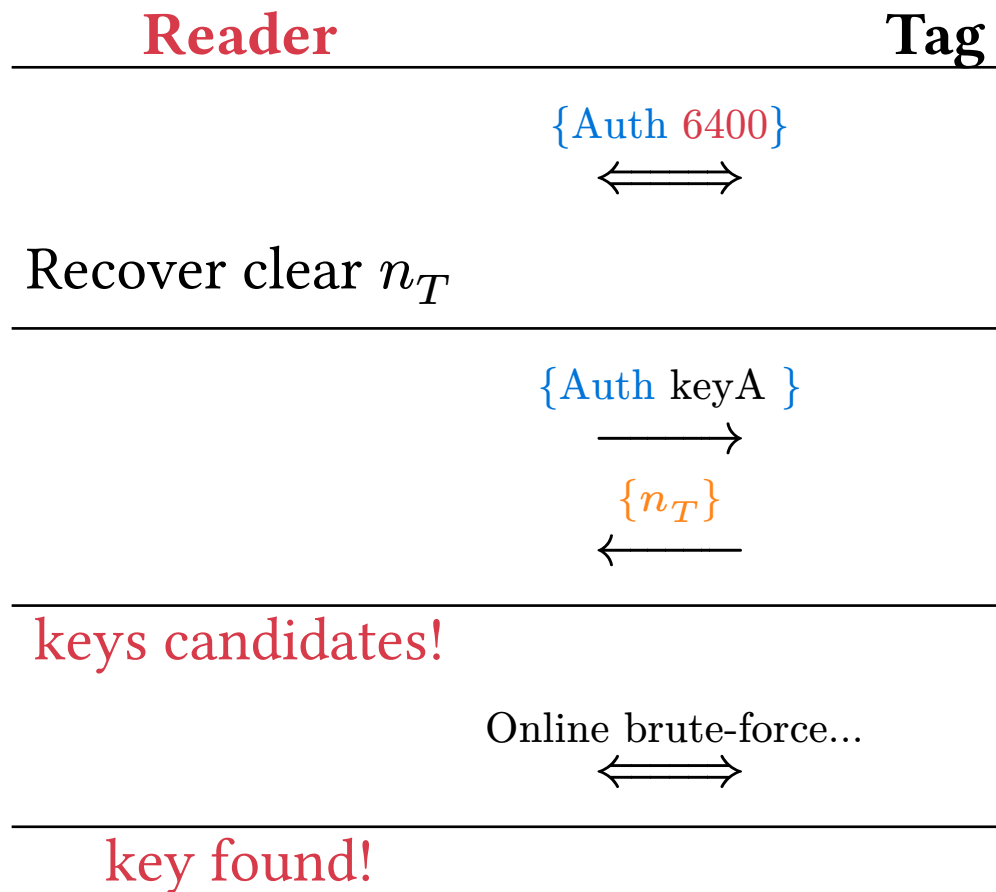 Reader Tag
{Auth 6400}
Recover clear n_T
{Auth keyA }
{n_T}
keys candidates!
Online brute-force...
key found!